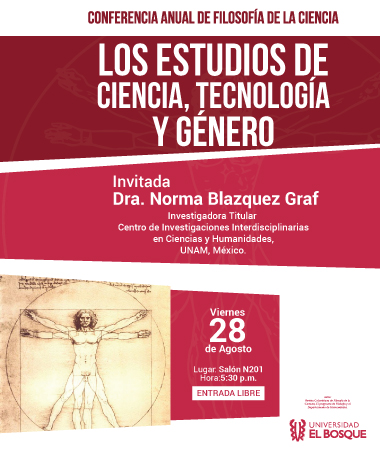 CONFERENCIA ANUAL DE FILOSOFÍA DE LA CIENCIA
LOS ESTUDIOS DE
CIENCIA, TECNOLOGÍA
Y GÉNERO
Invitada
Dra. Norma Blazquez Graf
Investigadora Titular
Centro de Investigaciones Interdisciplinarias
en Ciencias y Humanidades,
UNAM, México.
Viernes
28
de Agosto
Lugar: Salón N201
Hora:5:30 p.m.
ENTRADA LIBRE
UNIVERSIDAD
EL BOSQUE